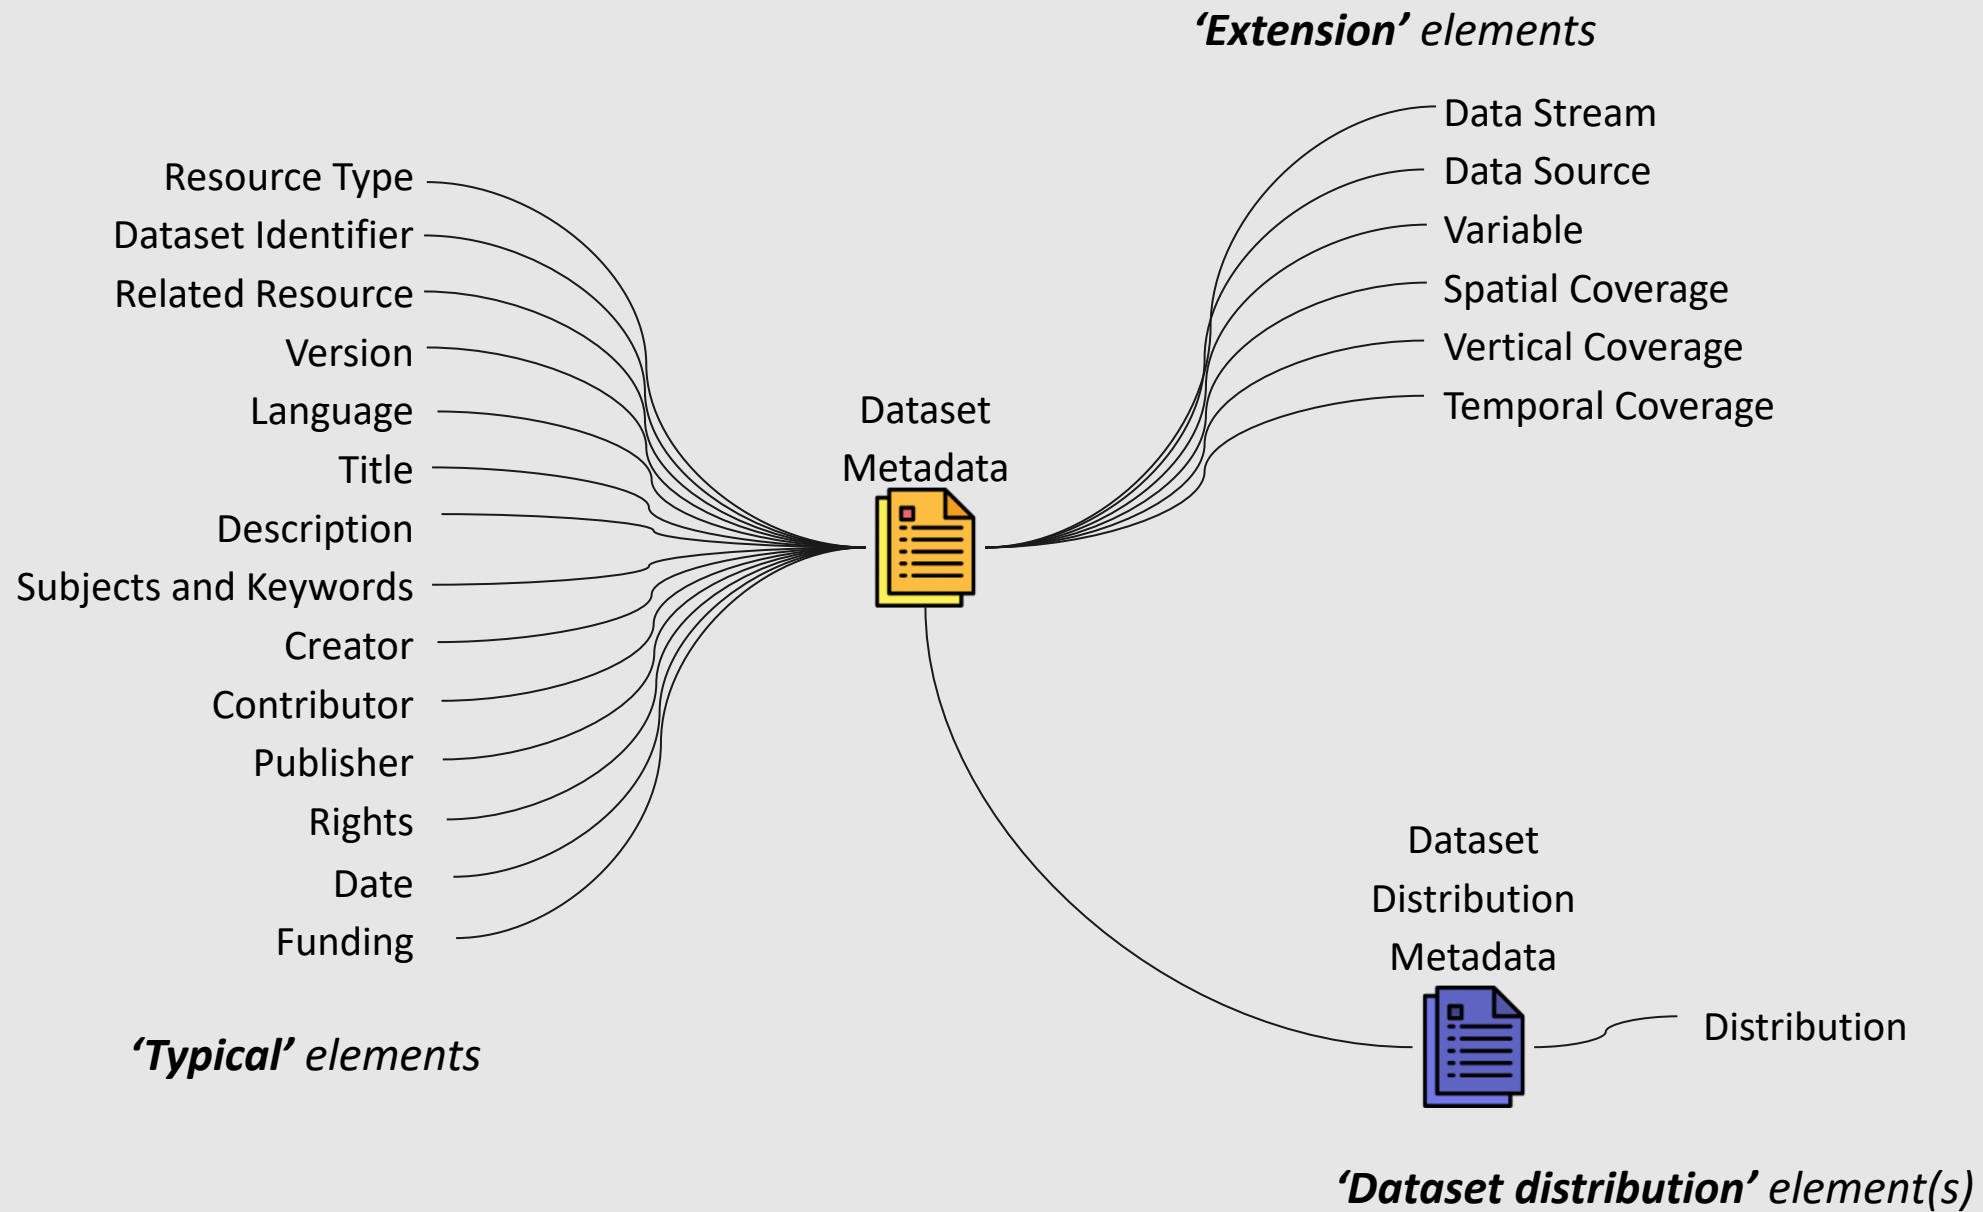 ‘Extension’ elements
Data Stream
Data Source
Variable
Spatial Coverage
Vertical Coverage
Temporal Coverage
Resource Type
Dataset Identifier
Related Resource
Version
Language
Title
Description
Subjects and Keywords
Creator
Contributor
Publisher
Rights
Date
Funding
‘Typical’ elements
Dataset
Metadata
Dataset
Distribution
Metadata
Distribution
‘Dataset distribution’ element(s)